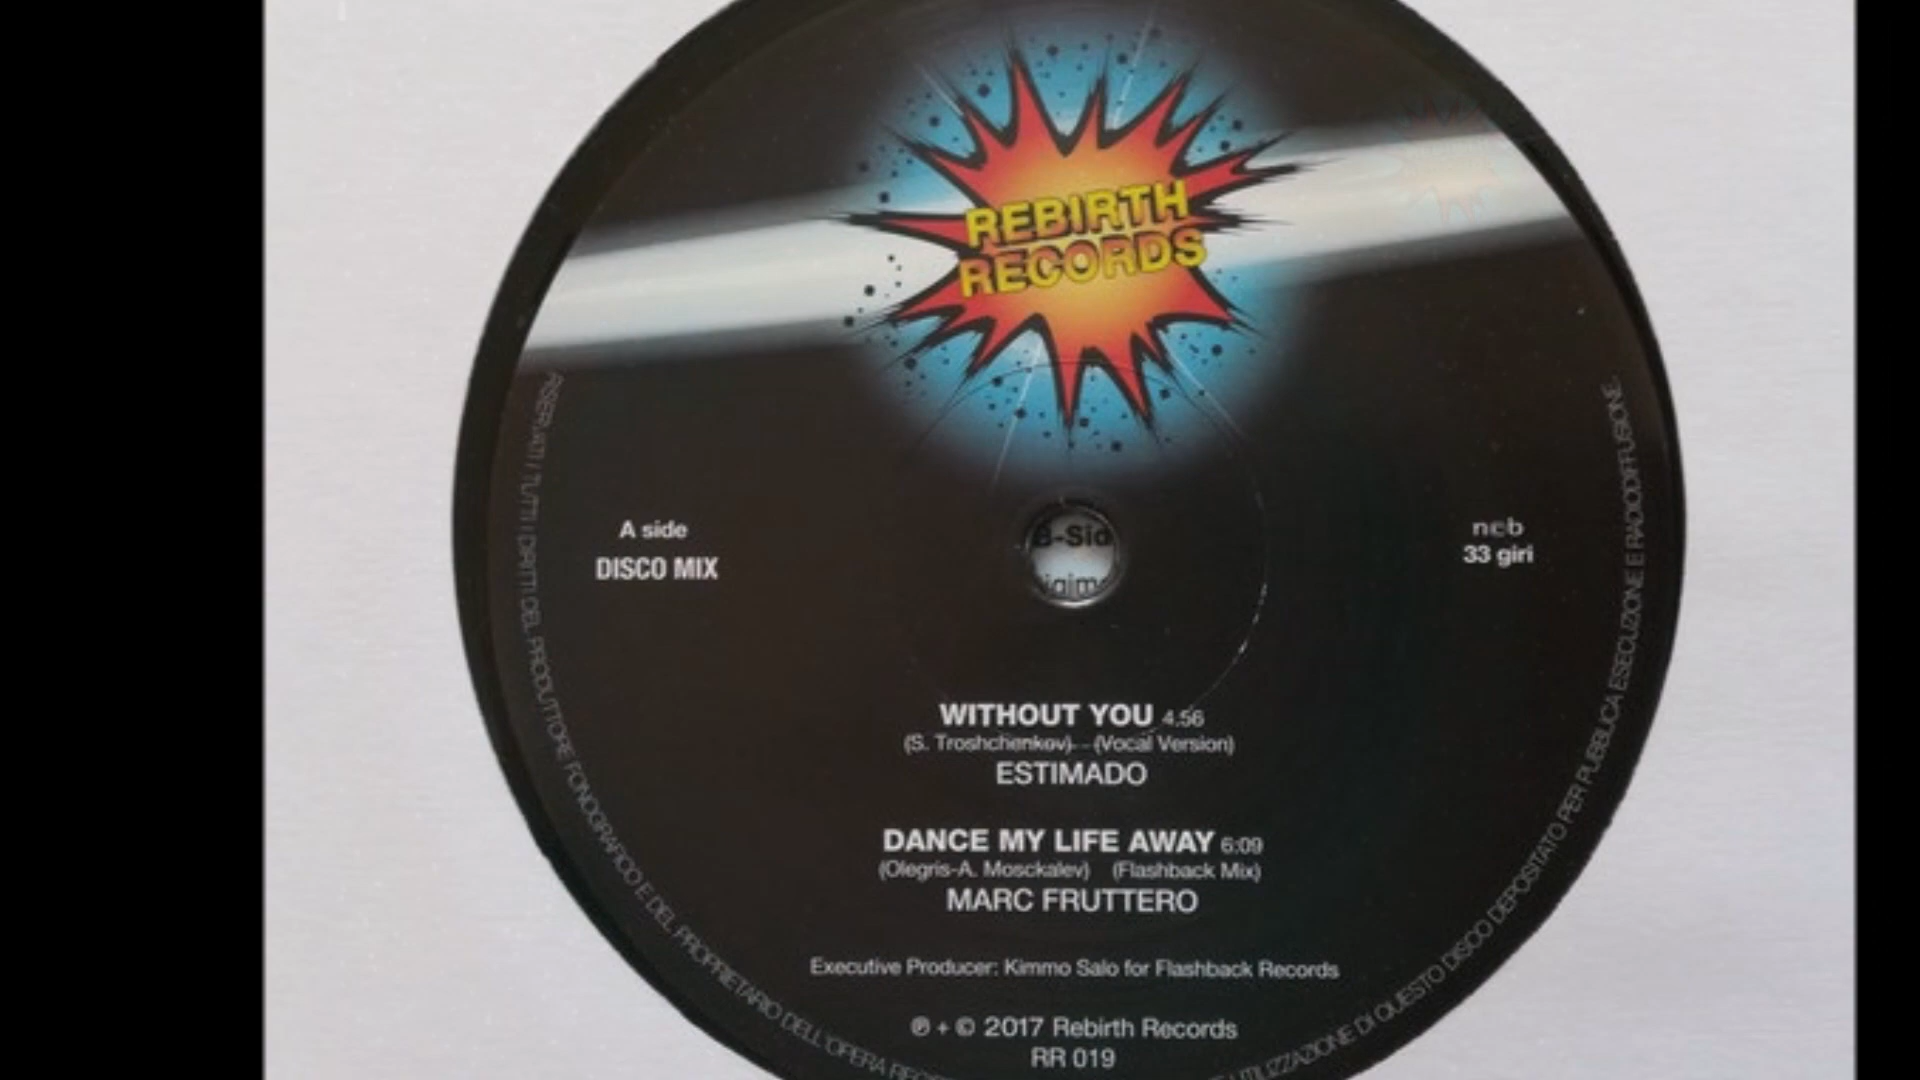 REBIRTH
RECORDS
A side
DISCO MIX
B-Sid
igim
ncb
33 giri
WITHOUT YOU 4.56
(S. Troshchenkov) - (Vocal Version)
ESTIMADO
DANCE MY LIFE AWAY 6:09
(Olegris-A. Mosckalev) (Flashback Mix)
MARC FRUTTERO
Executive Producer: Kimmo Salo for Flashback Records
℗ + © 2017 Rebirth Records
RR 019
RISERVATI / TUTTI I DIRITTI DEL PRODUTTORE FONOGRAFICO E DEL PROPRIETARIO DELL'OPERA
UTILIZZAZIONE DI QUESTO DISCO DEPOSITATO PER PUBBLICA ESECUZIONE E RADIODIFFUSIONE.